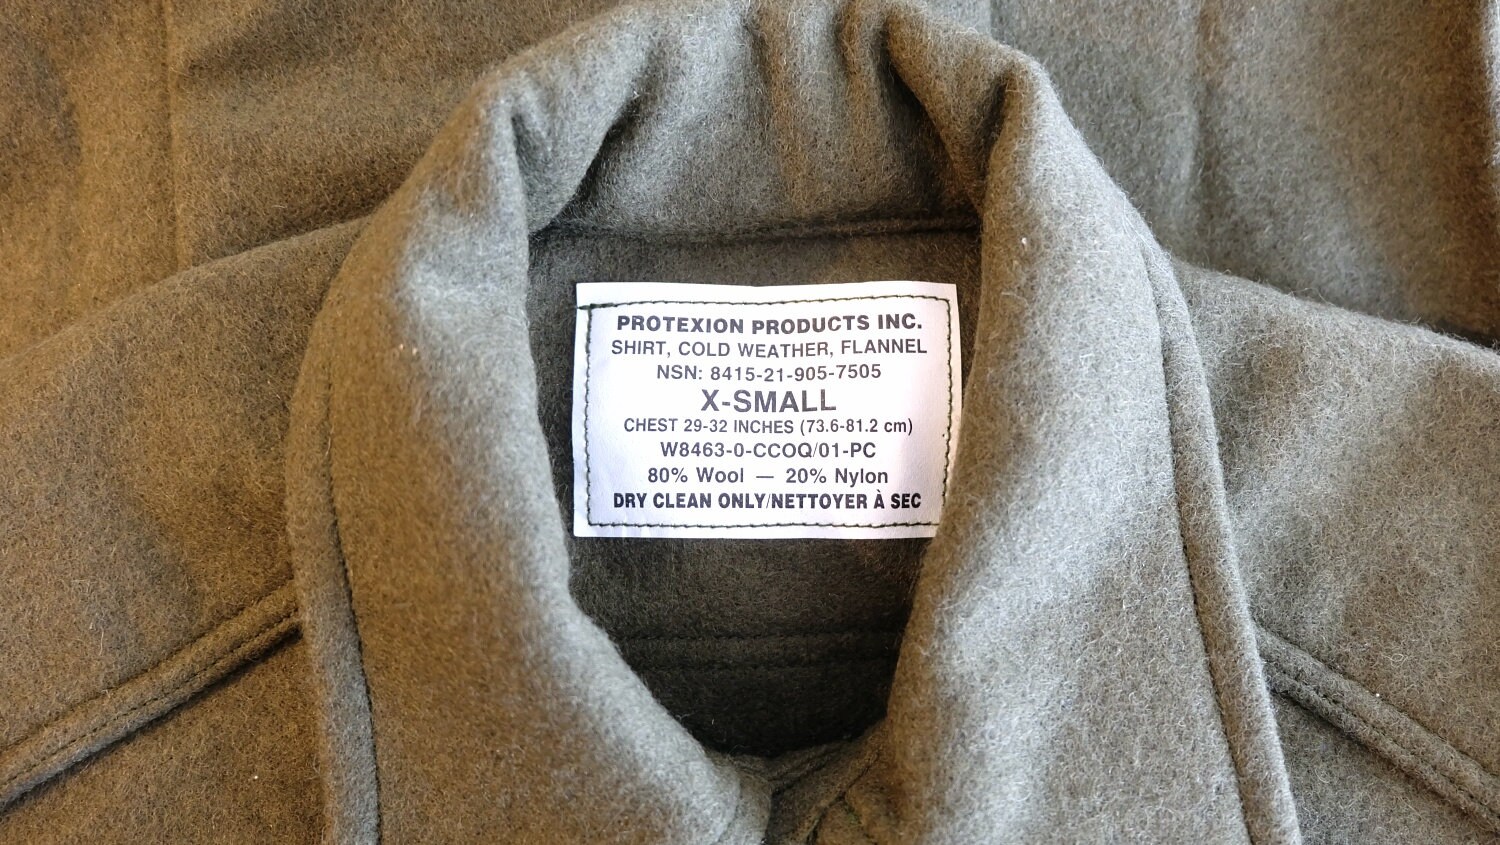 PROTEXION PRODUCTS INC.
SHIRT, COLD WEATHER, FLANNEL
NSN: 8415-21-905-7505
X-SMALL
CHEST 29-32 INCHES (73.6-81.2 cm)
W8463-0-CCOQ/01-PC
80% Wool — 20% Nylon
DRY CLEAN ONLY/NETTOYER À SEC